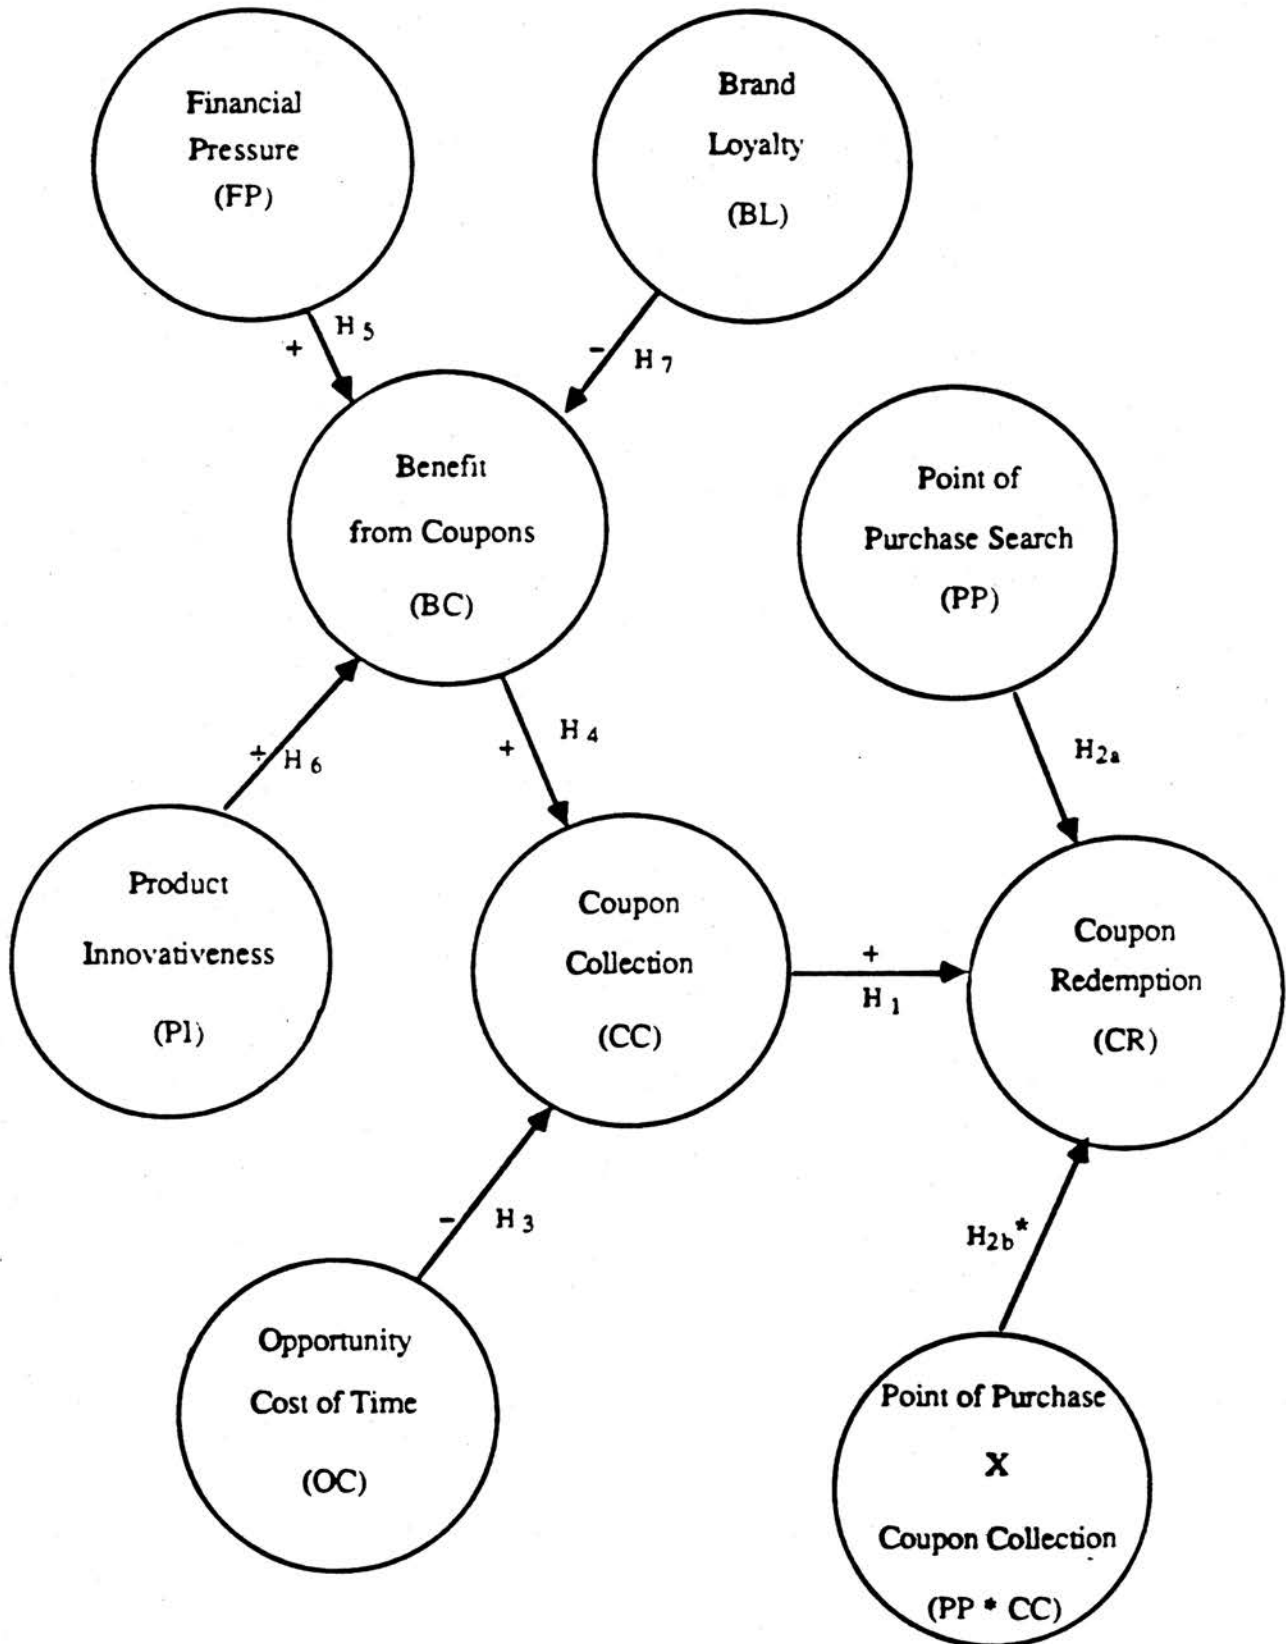 Financial
Pressure
(FP)
Brand
Loyalty
(BL)
+
H 5
-
H 7
Benefit
from Coupons
(BC)
Point of
Purchase Search
(PP)
+
H 6
+
H 4
H2a
Product
Innovativeness
(PI)
Coupon
Collection
(CC)
+
H 1
Coupon
Redemption
(CR)
-
H 3
H2b*
Opportunity
Cost of Time
(OC)
Point of Purchase
X
Coupon Collection
(PP * CC)